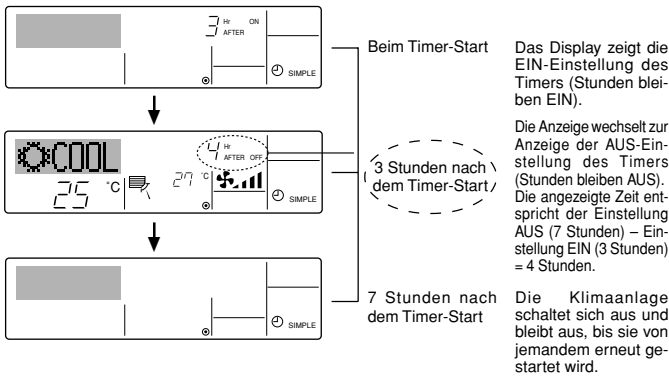 3 Hr ON
AFTER
SIMPLE
Beim Timer-Start
Das Display zeigt die
EIN-Einstellung des
Timers (Stunden blei-
ben EIN).
COOL
4 Hr
AFTER OFF
25 °C
27 °C
SIMPLE
3 Stunden nach
dem Timer-Start
Die Anzeige wechselt zur
Anzeige der AUS-Ein-
stellung des Timers
(Stunden bleiben AUS).
Die angezeigte Zeit ent-
spricht der Einstellung
AUS (7 Stunden) – Ein-
stellung EIN (3 Stunden)
= 4 Stunden.
SIMPLE
7 Stunden nach
dem Timer-Start
Die Klimaanlage
schaltet sich aus und
bleibt aus, bis sie von
jemandem erneut ge-
startet wird.